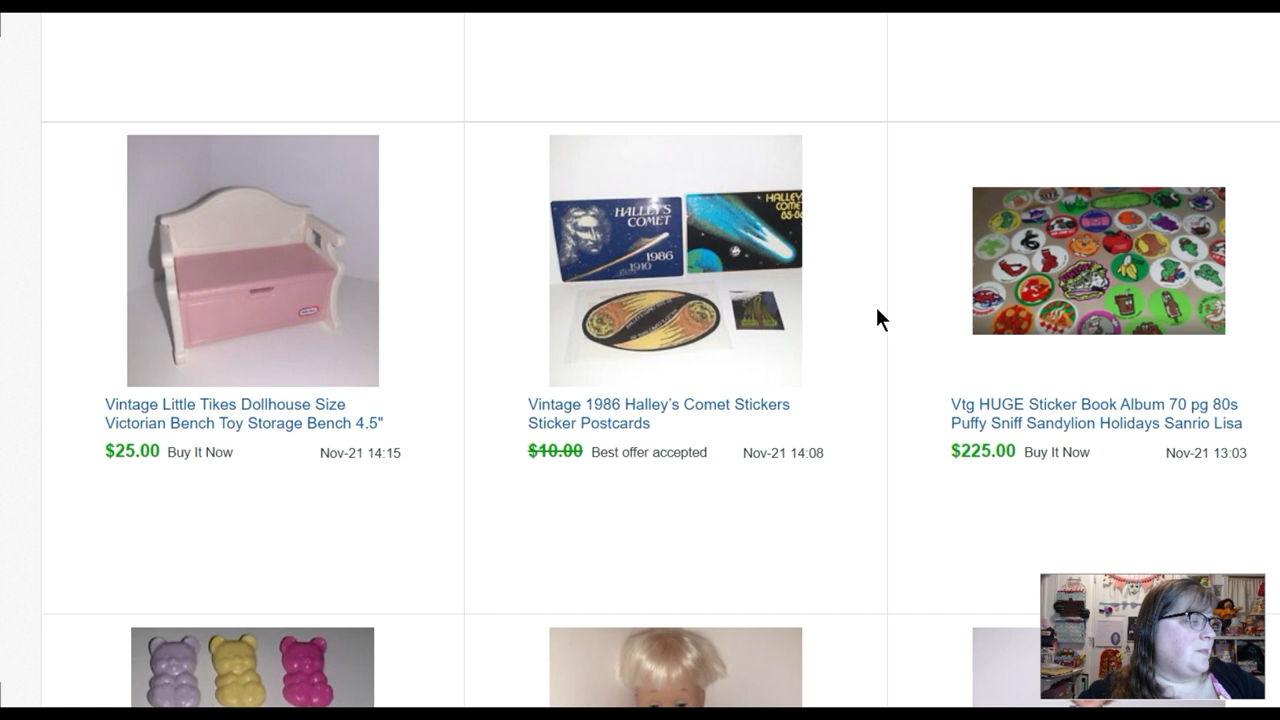 HALLEY'S
COMET
1986
1910
HALLEY
COMET
85-86
Vintage Little Tikes Dollhouse Size
Victorian Bench Toy Storage Bench 4.5"
$25.00 Buy It Now Nov-21 14:15
Vintage 1986 Halley's Comet Stickers
Sticker Postcards
$10.00 Best offer accepted Nov-21 14:08
Vtg HUGE Sticker Book Album 70 pg 80s
Puffy Sniff Sandylion Holidays Sanrio Lisa
$225.00 Buy It Now Nov-21 13:03